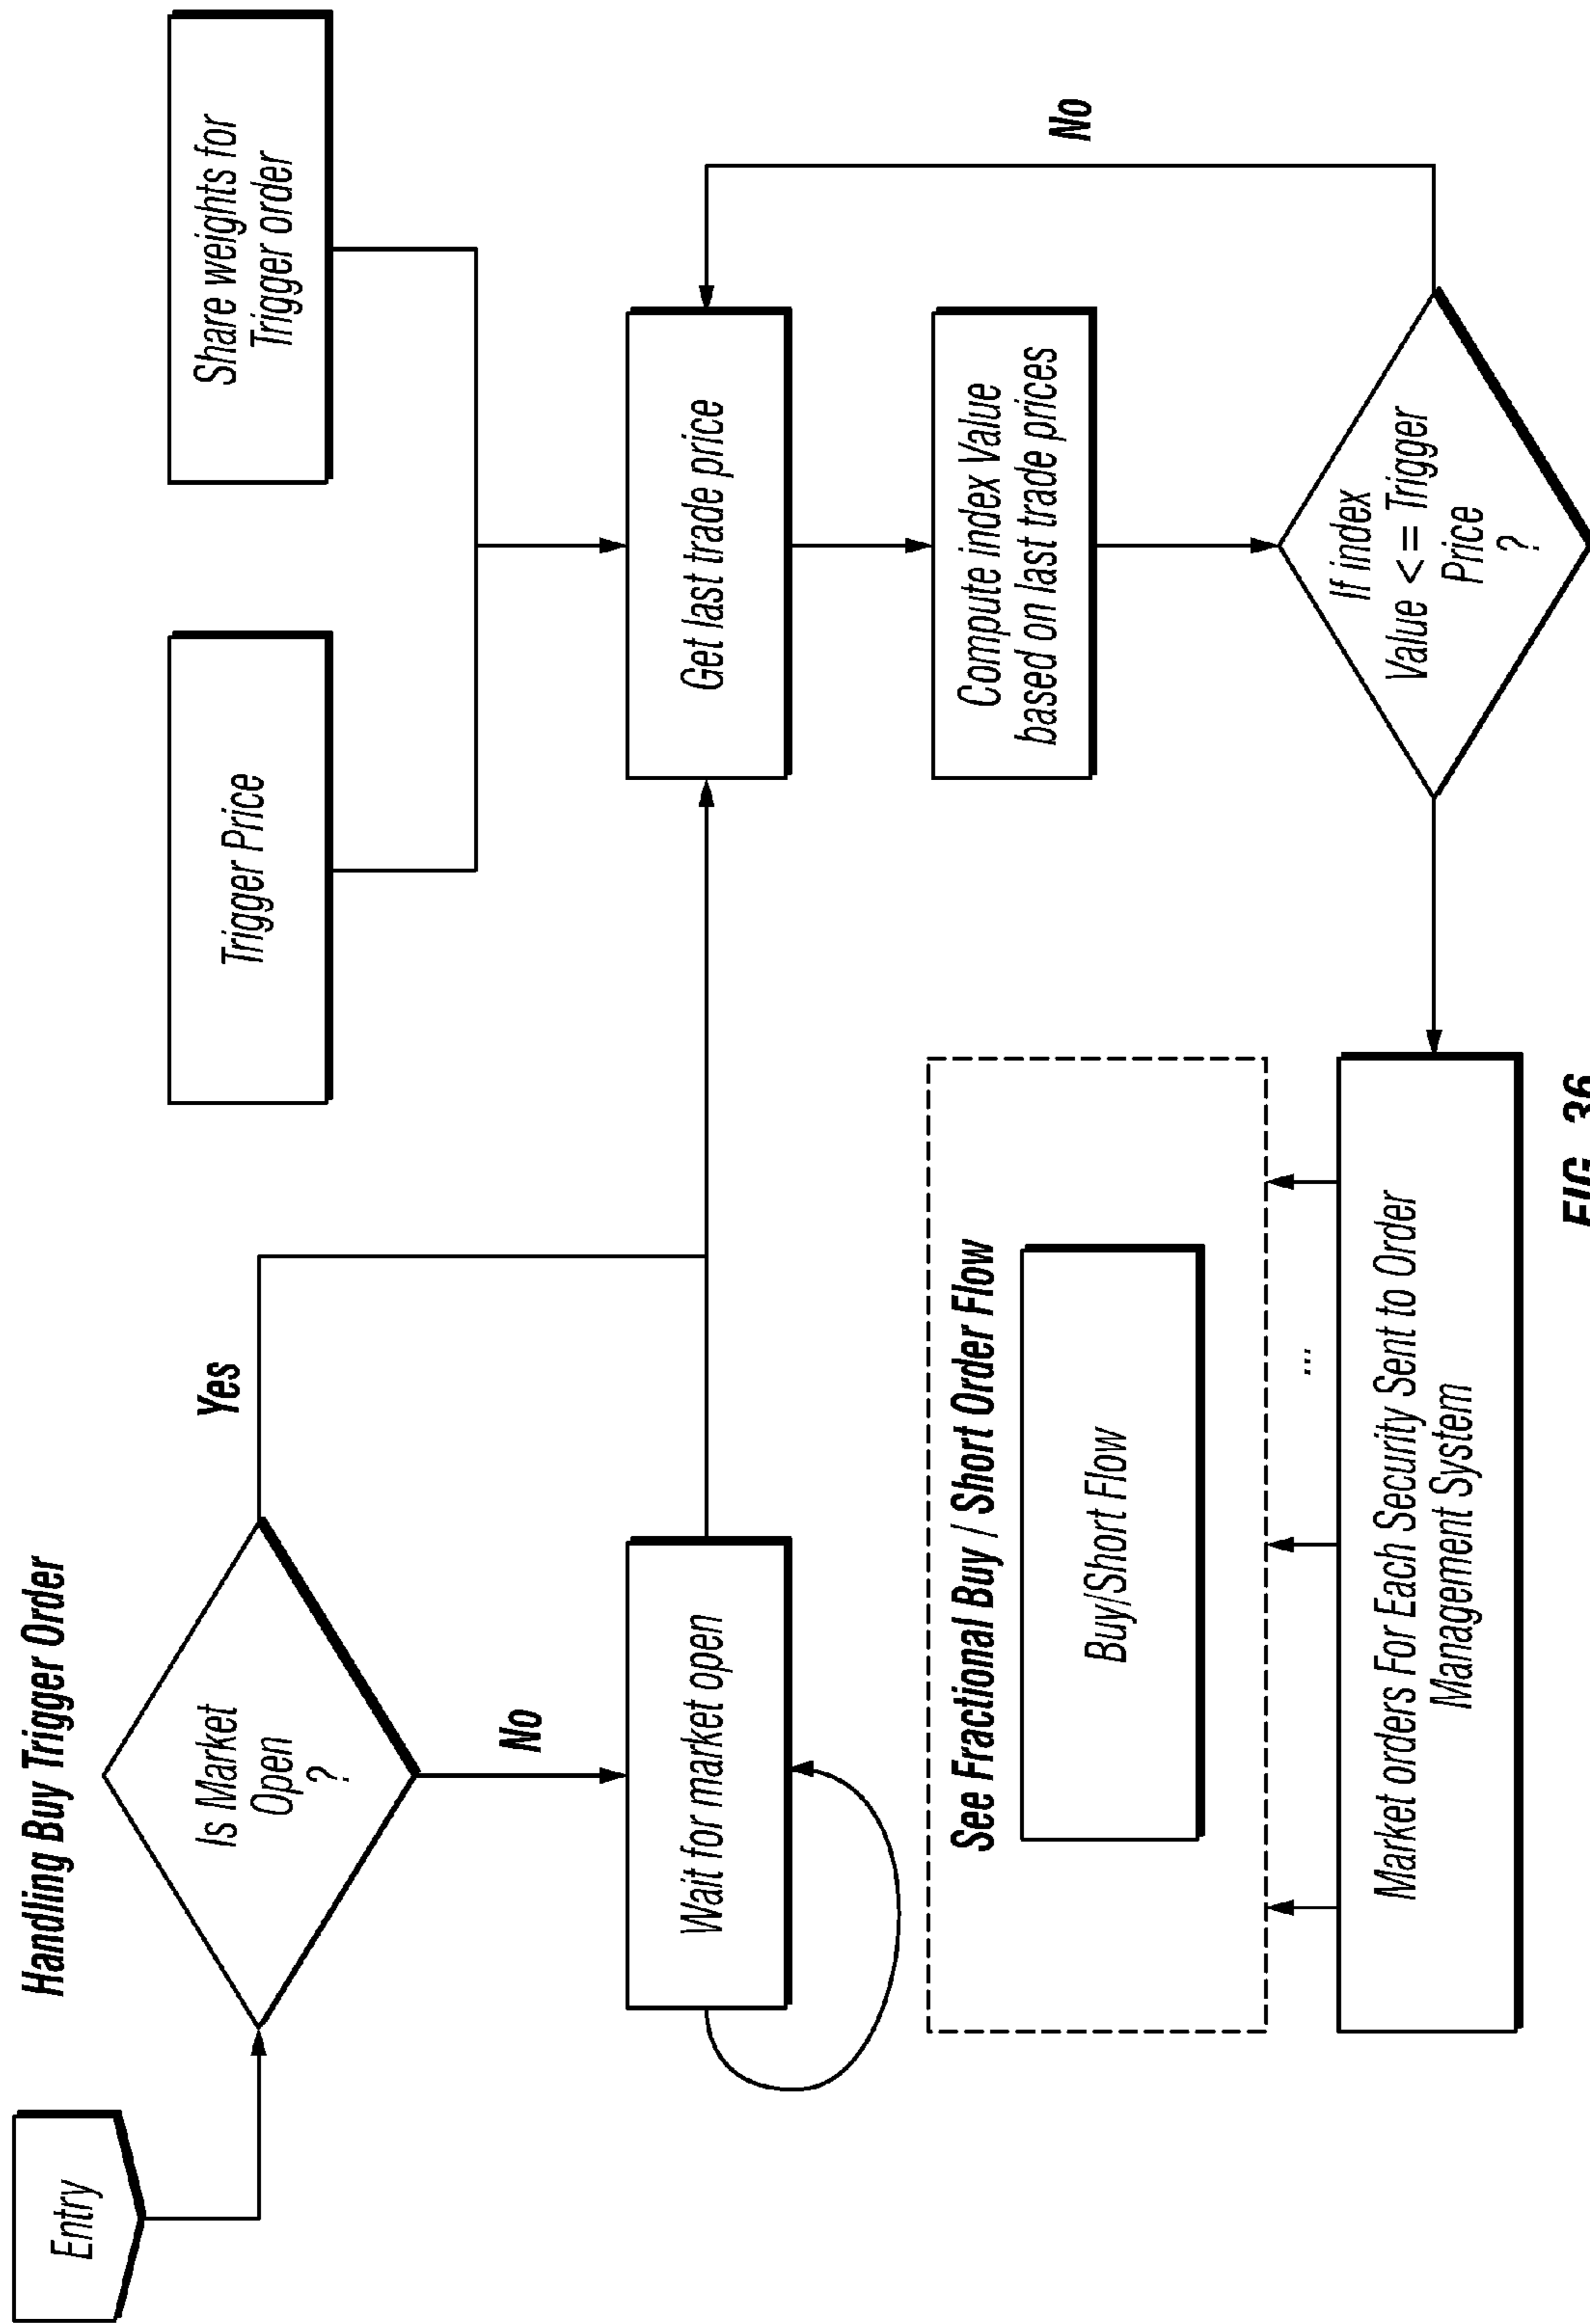 Handling Buy Trigger Order
Entry
Is Market
Open
?
Yes
No
Wait for market open
Trigger Price
Share weights for
Trigger order
Get last trade price
Compute index Value
based on last trade prices
No
If index
Value <= Trigger
Price
?
See Fractional Buy / Short Order Flow
Buy/Short Flow
...
Market orders For Each Security Sent to Order
Management System
FIG. 36